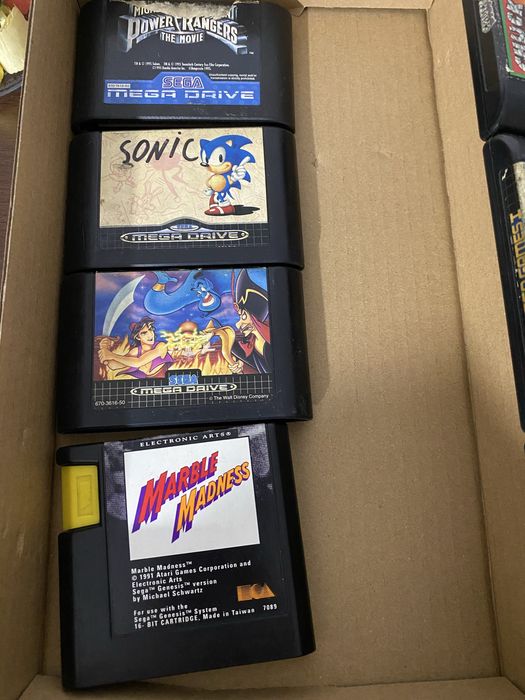 POWER RANGERS
THE MOVIE
SEGA
MEGA DRIVE
SONIC
SEGA
MEGA DRIVE
SEGA
MEGA DRIVE
670-3616-50
© The Walt Disney Company
ELECTRONIC ARTS®
MARBLE
MADNESS
Marble Madness™
© 1991 Atari Games Corporation and
Electronic Arts
Sega™ Genesis™ version
by Michael Schwartz
For use with the
Sega™ Genesis™ System
16- BIT CARTRIDGE. Made in Taiwan 7089